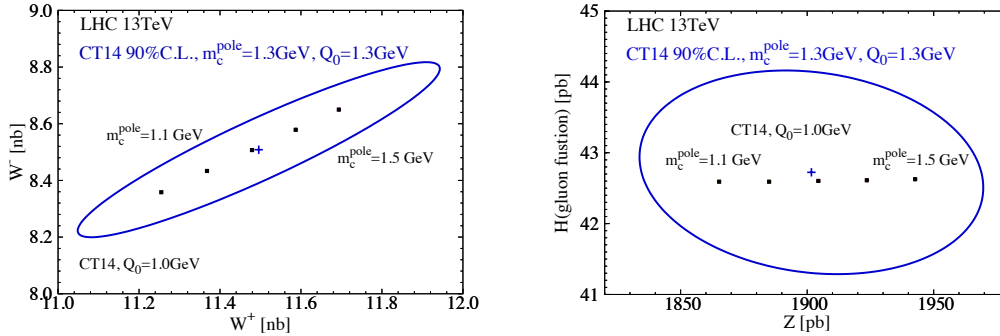 LHC 13TeV
CT14 90%C.L., m_c^pole=1.3GeV, Q_0=1.3GeV
m_c^pole=1.1 GeV
m_c^pole=1.5 GeV
CT14, Q_0=1.0GeV
W^- [nb]
9.0
8.8
8.6
8.4
8.2
8.0
11.0 11.2 11.4 11.6 11.8 12.0
W^+ [nb]
LHC 13TeV
CT14 90%C.L., m_c^pole=1.3GeV, Q_0=1.3GeV
CT14, Q_0=1.0GeV
m_c^pole=1.1 GeV
m_c^pole=1.5 GeV
H(gluon fustion) [pb]
45
44
43
42
41
1850 1900 1950
Z [pb]